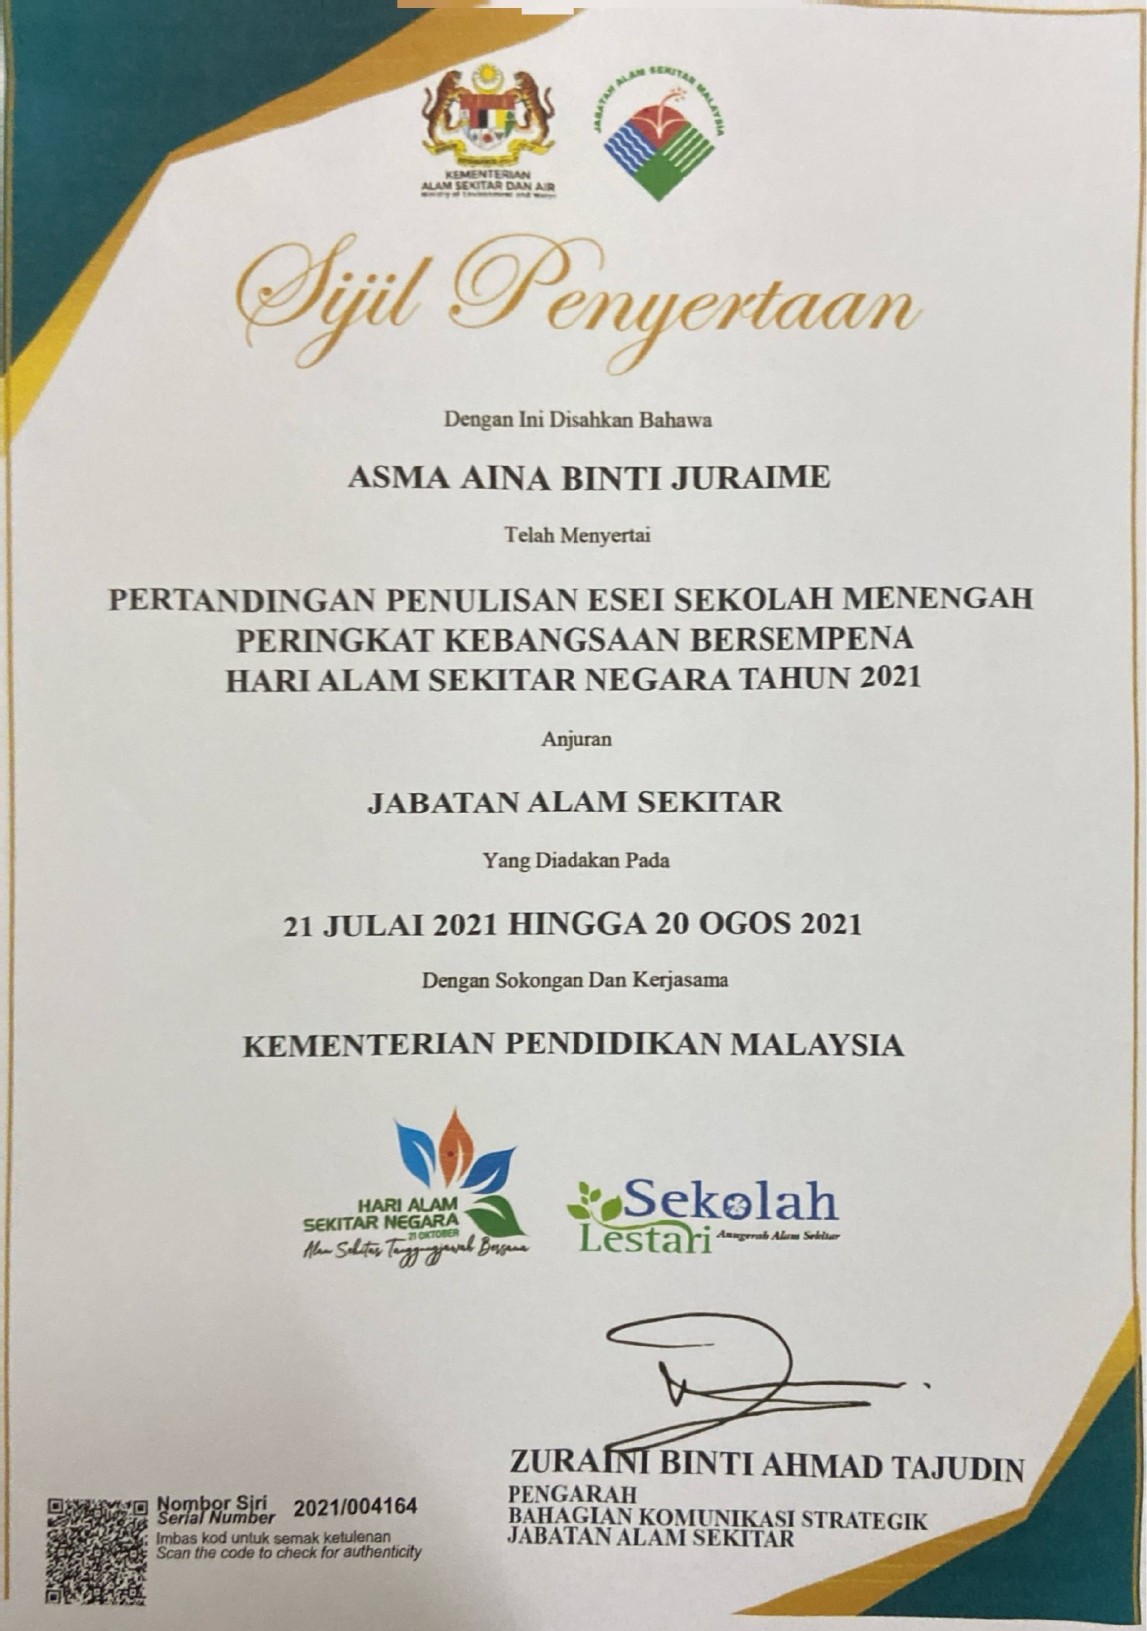 JABATAN ALAM SEKITAR MALAYSIA
KEMENTERIAN
ALAM SEKITAR DAN AIR
Ministry of Environment and Water
Sijil Penyertaan
Dengan Ini Disahkan Bahawa
ASMA AINA BINTI JURAIME
Telah Menyertai
PERTANDINGAN PENULISAN ESEI SEKOLAH MENENGAH
PERINGKAT KEBANGSAAN BERSEMPENA
HARI ALAM SEKITAR NEGARA TAHUN 2021
Anjuran
JABATAN ALAM SEKITAR
Yang Diadakan Pada
21 JULAI 2021 HINGGA 20 OGOS 2021
Dengan Sokongan Dan Kerjasama
KEMENTERIAN PENDIDIKAN MALAYSIA
HARI ALAM
SEKITAR NEGARA
21 OKTOBER
Alam Sekitar Tanggungjawab Bersama
Sekolah
Lestari Anugerah Alam Sekitar
ZURAINI BINTI AHMAD TAJUDIN
PENGARAH
BAHAGIAN KOMUNIKASI STRATEGIK
JABATAN ALAM SEKITAR
Nombor Siri
Serial Number 2021/004164
Imbas kod untuk semak ketulenan
Scan the code to check for authenticity